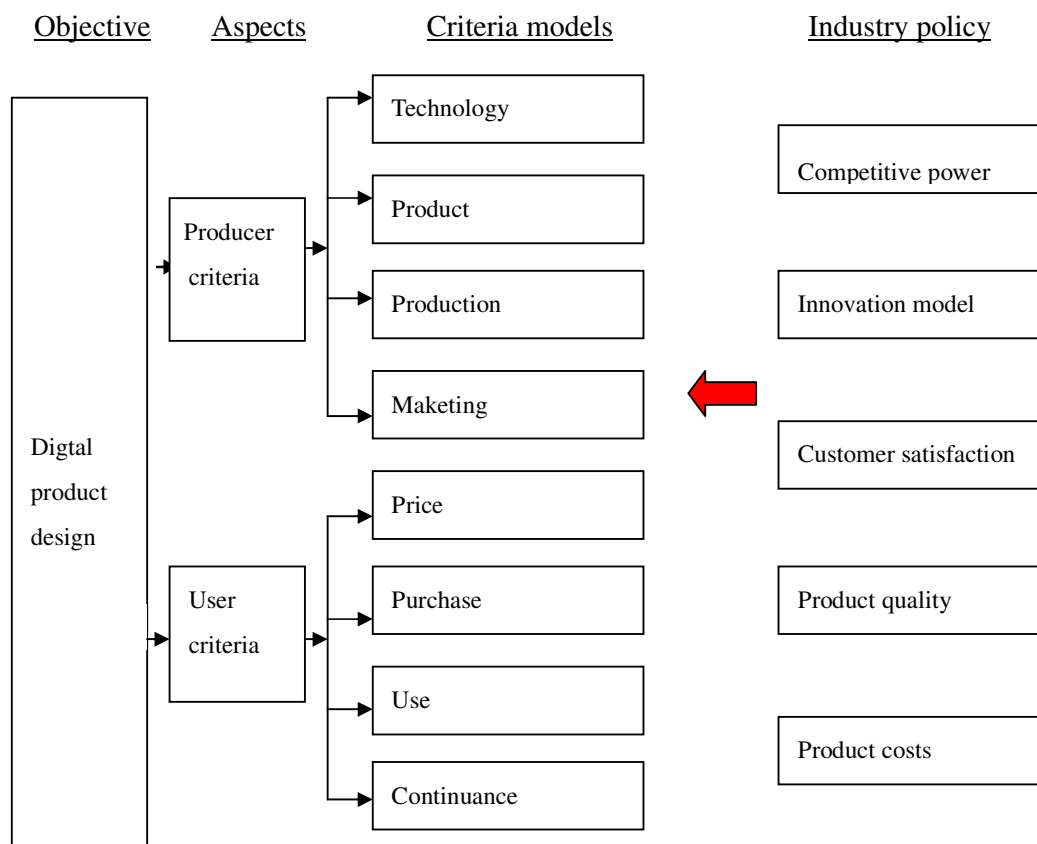 Objective
Aspects
Criteria models
Industry policy
Technology
Competitive power
Product
Producer
criteria
Production
Innovation model
Maketing
Digtal
product
design
Customer satisfaction
Price
User
criteria
Purchase
Product quality
Use
Product costs
Continuance